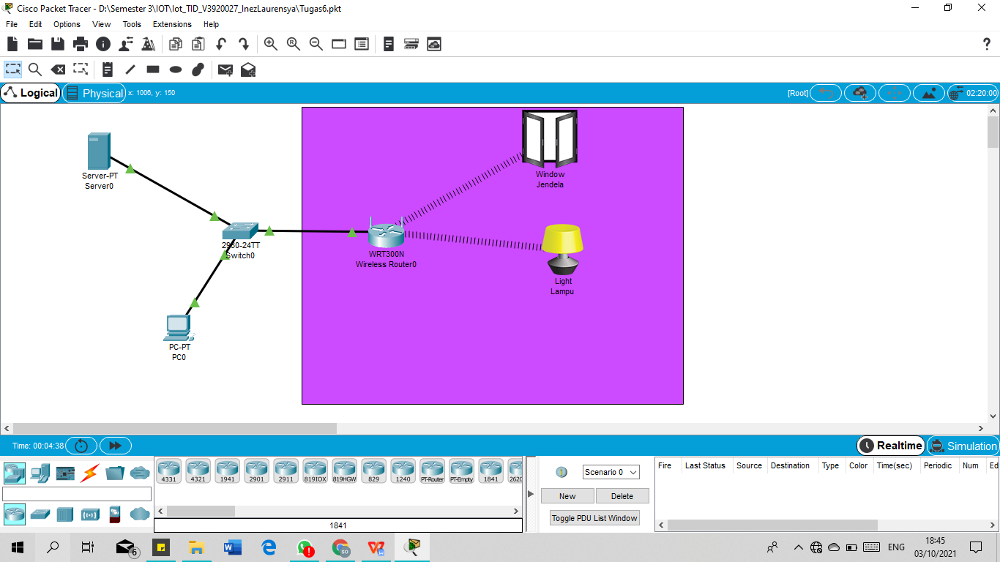 Cisco Packet Tracer - D:\Semester 3\IOT\Iot_TID_V3920027_InezLaurensya\Tugas6.pkt
File Edit Options View Tools Extensions Help
Logical Physical x: 1006, y: 150 [Root] 02:20:00
Window
Jendela
Server-PT
Server0
2960-24TT
Switch0
WRT300N
Wireless Router0
Light
Lampu
PC-PT
PC0
Time: 00:04:38 Realtime Simulation
4331 4321 1941 2901 2911 819IOX 819HGW 829 1240 PT-Router PT-Empty 1841 2620
1841
Scenario 0
New Delete
Toggle PDU List Window
Fire Last Status Source Destination Type Color Time(sec) Periodic Num Ed
6
ENG
18:45
03/10/2021